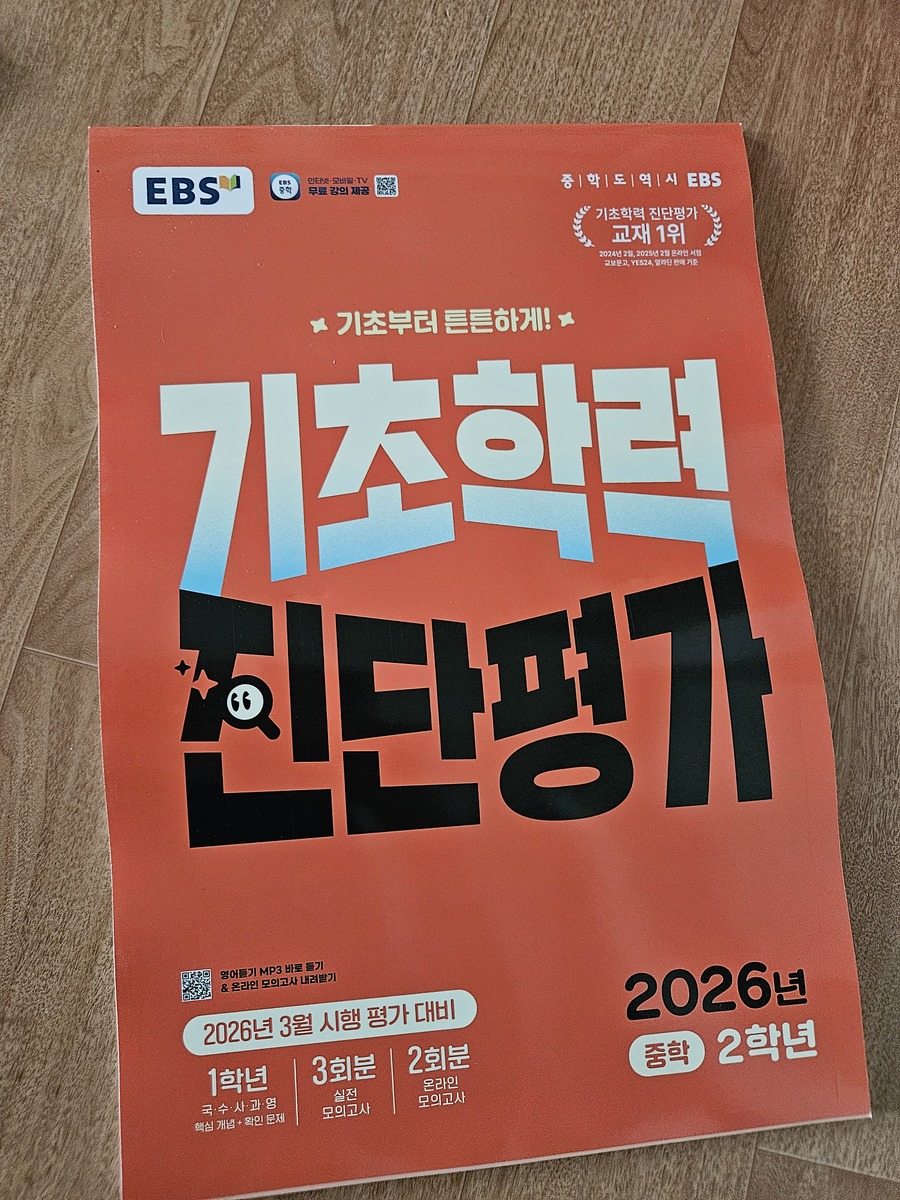 EBS
EBS 중학
인터넷·모바일·TV
무료 강의 제공
중|학|도|역|시 EBS
기초학력 진단평가
교재 1위
2024년 2월, 2025년 2월 온라인 서점
교보문고, YES24, 알라딘 판매 기준
기초부터 튼튼하게!
기초학력
진단평가
영어듣기 MP3 바로 듣기
& 온라인 모의고사 내려받기
2026년 3월 시행 평가 대비
1학년
국·수·사·과·영
핵심 개념 + 확인 문제
3회분
실전
모의고사
2회분
온라인
모의고사
2026년
중학 2학년